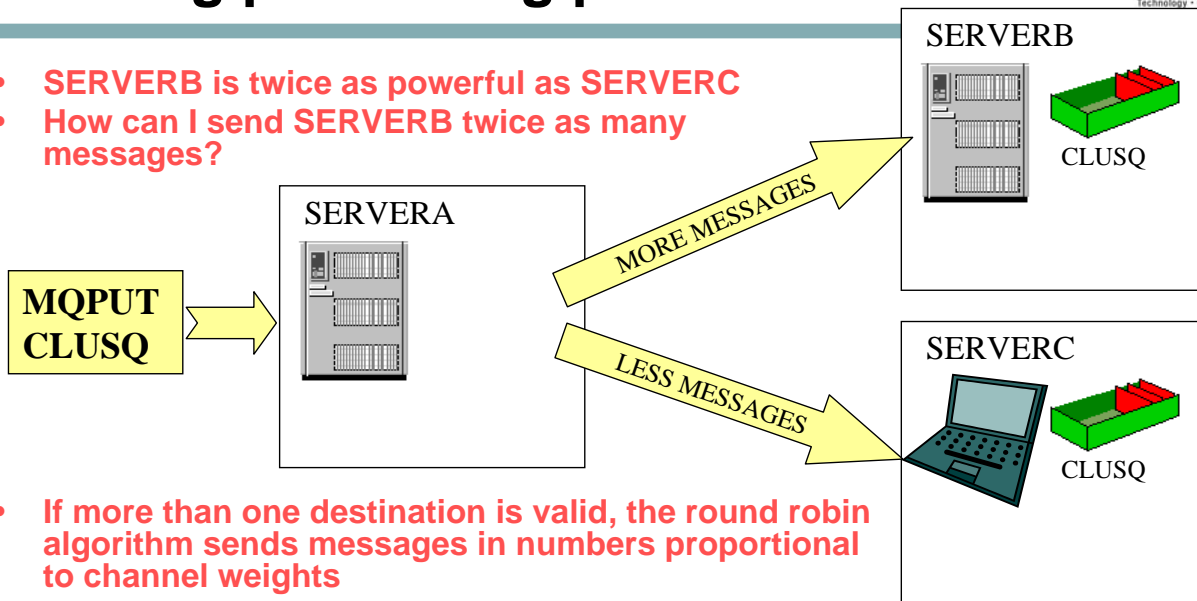 Technology •
SERVERB
• SERVERB is twice as powerful as SERVERC
• How can I send SERVERB twice as many
messages?
CLUSQ
SERVERA
MORE MESSAGES
MQPUT
CLUSQ
LESS MESSAGES
SERVERC
CLUSQ
• If more than one destination is valid, the round robin
algorithm sends messages in numbers proportional
to channel weights